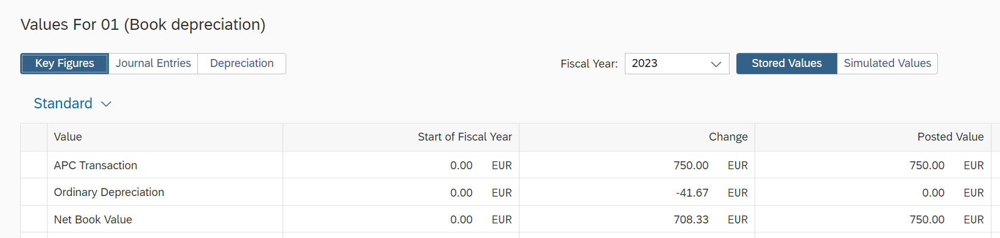 Values For 01 (Book depreciation)
Key Figures Journal Entries Depreciation Fiscal Year: 2023 Stored Values Simulated Values
Standard
Value Start of Fiscal Year Change Posted Value
APC Transaction 0.00 EUR 750.00 EUR 750.00 EUR
Ordinary Depreciation 0.00 EUR -41.67 EUR 0.00 EUR
Net Book Value 0.00 EUR 708.33 EUR 750.00 EUR